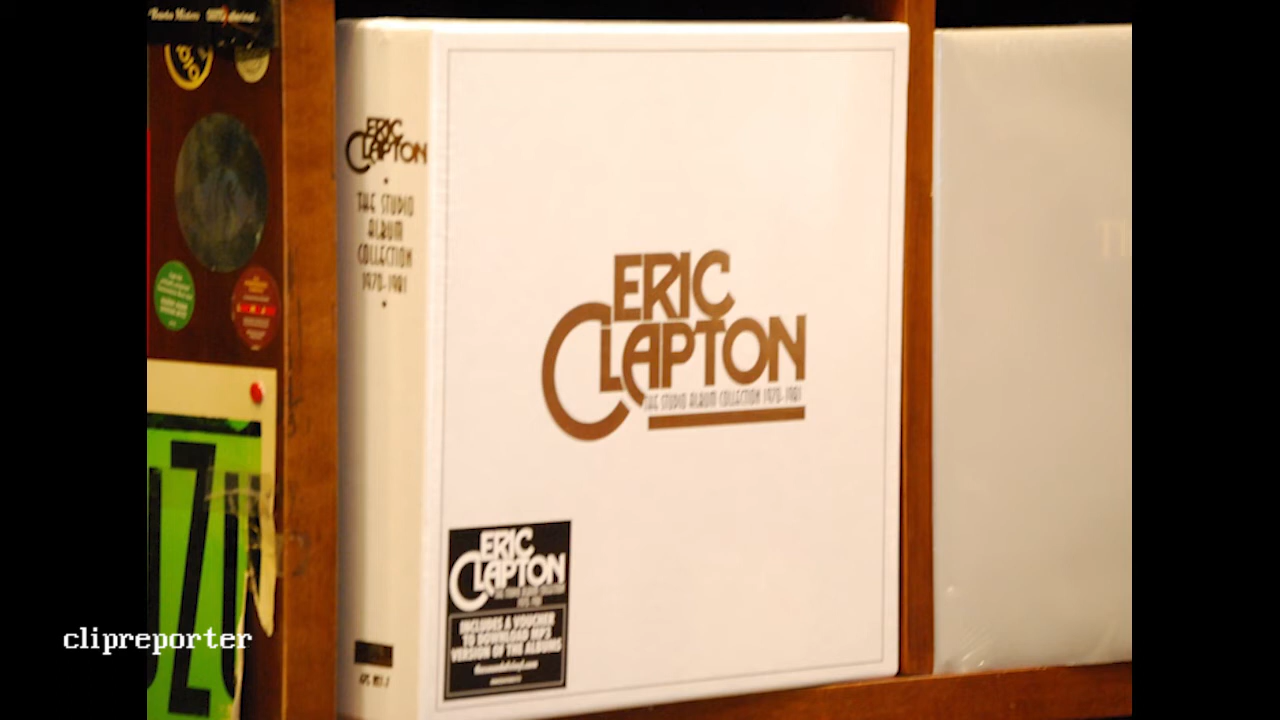 ERIC
CLAPTON
THE STUDIO
ALBUM
COLLECTION
1970-1981
ERIC
CLAPTON
THE STUDIO ALBUM COLLECTION 1970-1981
ERIC
CLAPTON
INCLUDES A VOUCHER
TO DOWNLOAD MP3
VERSION OF THE ALBUMS
UZU
clipreporter